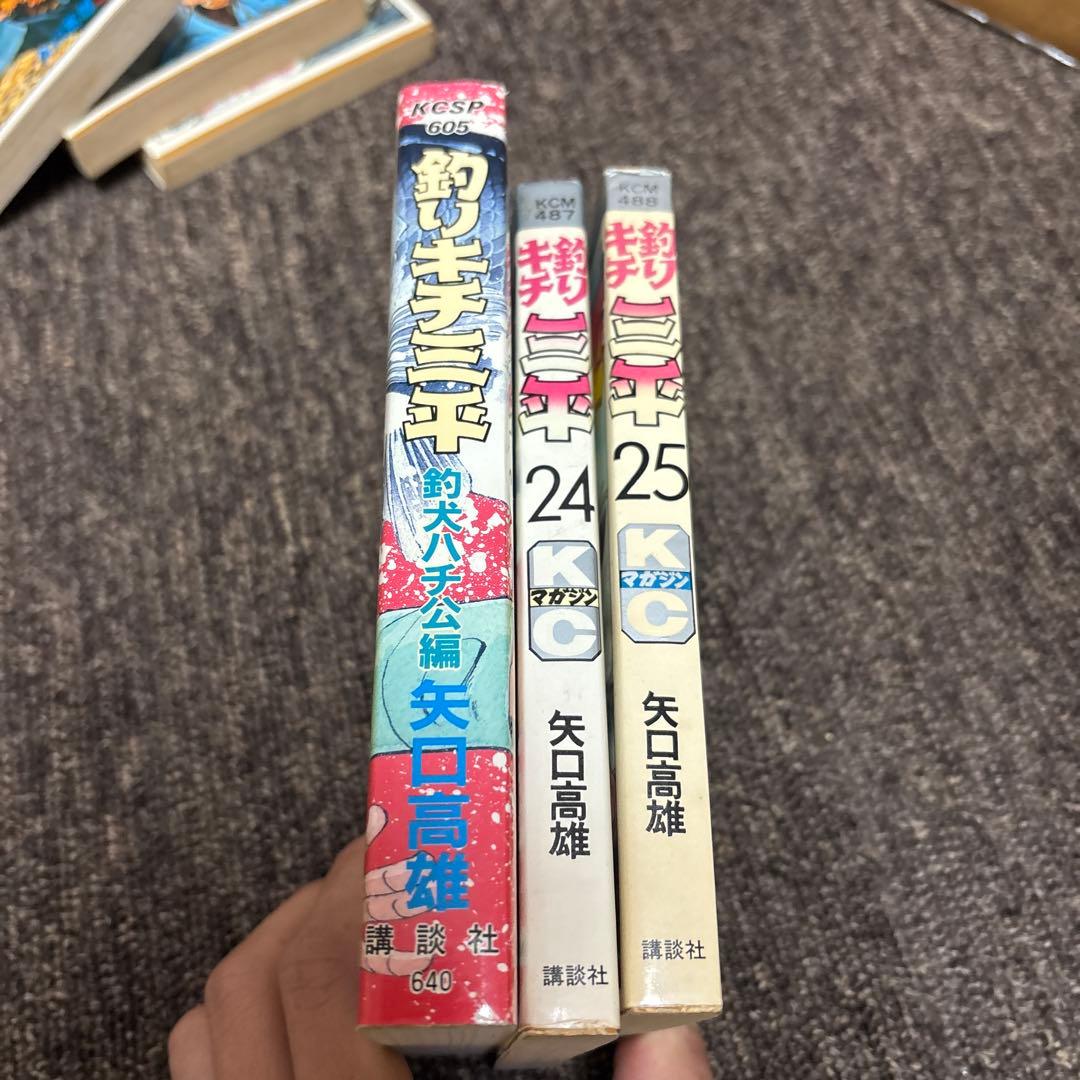 KCSP
605
釣りキチ三平
釣犬ハチ公編
矢口高雄
講談社
640
KCM
487
釣り
キチ
三平
24
K
マガジン
C
矢口高雄
講談社
KCM
488
釣り
キチ
三平
25
K
マガジン
C
矢口高雄
講談社